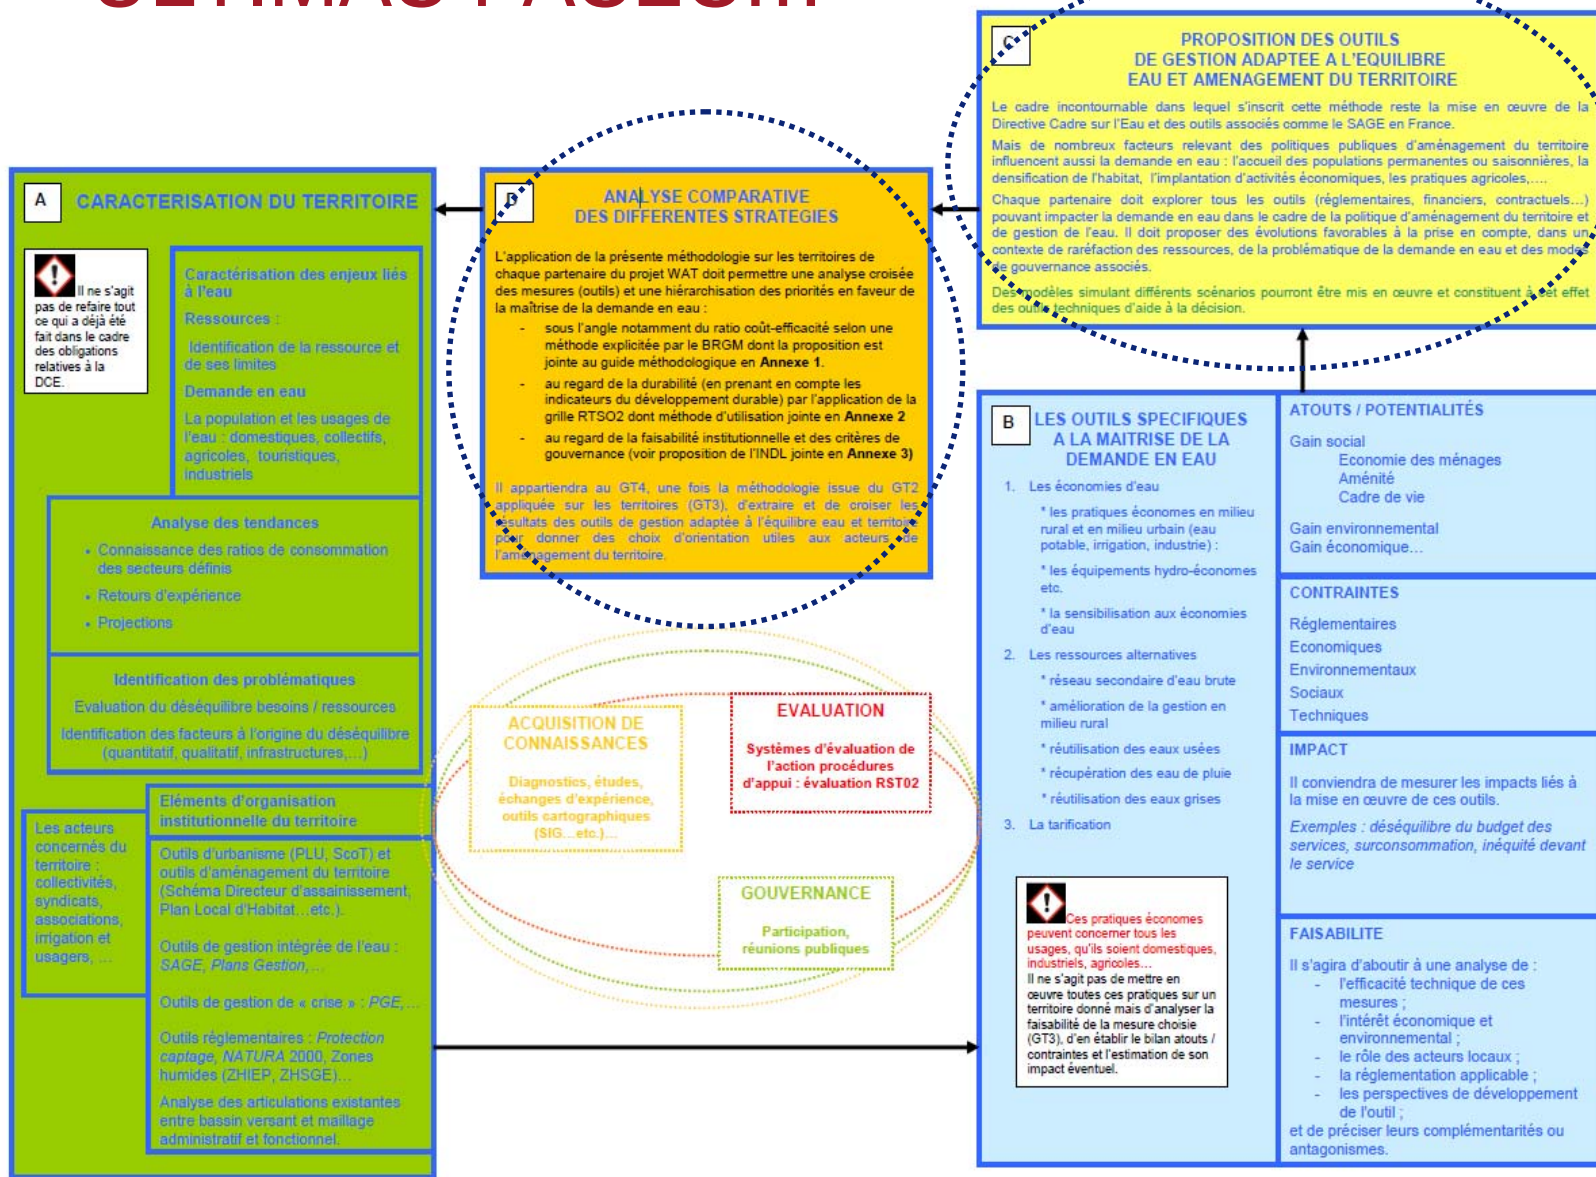 A
CARACTERISATION DU TERRITOIRE
Il ne s'agit
pas de refaire tout
ce qui a déjà été
fait dans le cadre
des obligations
relatives à la
DCE.
Caractérisation des enjeux liés
à l'eau
Ressources :
Identification de la ressource et
de ses limites
Demande en eau
La population et les usages de
l'eau : domestiques, collectifs,
agricoles, touristiques,
industriels
Analyse des tendances
• Connaissance des ratios de consommation
des secteurs définis
• Retours d'expérience
• Projections
Identification des problématiques
Evaluation du déséquilibre besoins / ressources
Identification des facteurs à l'origine du déséquilibre
(quantitatif, qualitatif, infrastructures,…)
Les acteurs
concernés du
territoire :
collectivités,
syndicats,
associations,
irrigation et
usagers, …
Eléments d'organisation
institutionnelle du territoire
Outils d'urbanisme (PLU, ScoT) et
outils d'aménagement du territoire
(Schéma Directeur d'assainissement,
Plan Local d'Habitat…etc.).
Outils de gestion intégrée de l'eau :
SAGE, Plans Gestion,…
Outils de gestion de « crise » : PGE,…
Outils réglementaires : Protection
captage, NATURA 2000, Zones
humides (ZHIEP, ZHSGE)…
Analyse des articulations existantes
entre bassin versant et maillage
administratif et fonctionnel.
D
ANALYSE COMPARATIVE
DES DIFFERENTES STRATEGIES
L'application de la présente méthodologie sur les territoires de
chaque partenaire du projet WAT doit permettre une analyse croisée
des mesures (outils) et une hiérarchisation des priorités en faveur de
la maîtrise de la demande en eau :
- sous l'angle notamment du ratio coût-efficacité selon une
méthode explicitée par le BRGM dont la proposition est
jointe au guide méthodologique en Annexe 1.
- au regard de la durabilité (en prenant en compte les
indicateurs du développement durable) par l'application de la
grille RTSO2 dont méthode d'utilisation jointe en Annexe 2
- au regard de la faisabilité institutionnelle et des critères de
gouvernance (voir proposition de l'INDL jointe en Annexe 3)
Il appartiendra au GT4, une fois la méthodologie issue du GT2
appliquée sur les territoires (GT3), d'extraire et de croiser les
résultats des outils de gestion adaptée à l'équilibre eau et territoire
pour donner des choix d'orientation utiles aux acteurs de
l'aménagement du territoire.
ACQUISITION DE
CONNAISSANCES
Diagnostics, études,
échanges d'expérience,
outils cartographiques
(SIG…etc.)…
EVALUATION
Systèmes d'évaluation de
l'action procédures
d'appui : évaluation RST02
GOUVERNANCE
Participation,
réunions publiques
C
PROPOSITION DES OUTILS
DE GESTION ADAPTEE A L'EQUILIBRE
EAU ET AMENAGEMENT DU TERRITOIRE
Le cadre incontournable dans lequel s'inscrit cette méthode reste la mise en œuvre de la
Directive Cadre sur l'Eau et des outils associés comme le SAGE en France.
Mais de nombreux facteurs relevant des politiques publiques d'aménagement du territoire
influencent aussi la demande en eau : l'accueil des populations permanentes ou saisonnières, la
densification de l'habitat, l'implantation d'activités économiques, les pratiques agricoles,….
Chaque partenaire doit explorer tous les outils (réglementaires, financiers, contractuels…)
pouvant impacter la demande en eau dans le cadre de la politique d'aménagement du territoire et
de gestion de l'eau. Il doit proposer des évolutions favorables à la prise en compte, dans un
contexte de raréfaction des ressources, de la problématique de la demande en eau et des modes
de gouvernance associés.
Des modèles simulant différents scénarios pourront être mis en œuvre et constituent à cet effet
des outils techniques d'aide à la décision.
B
LES OUTILS SPECIFIQUES
A LA MAITRISE DE LA
DEMANDE EN EAU
1. Les économies d'eau
* les pratiques économes en milieu
rural et en milieu urbain (eau
potable, irrigation, industrie) :
* les équipements hydro-économes
etc.
* la sensibilisation aux économies
d'eau
2. Les ressources alternatives
* réseau secondaire d'eau brute
* amélioration de la gestion en
milieu rural
* réutilisation des eaux usées
* récupération des eau de pluie
* réutilisation des eaux grises
3. La tarification
Ces pratiques économes
peuvent concerner tous les
usages, qu'ils soient domestiques,
industriels, agricoles…
Il ne s'agit pas de mettre en
œuvre toutes ces pratiques sur un
territoire donné mais d'analyser la
faisabilité de la mesure choisie
(GT3), d'en établir le bilan atouts /
contraintes et l'estimation de son
impact éventuel.
ATOUTS / POTENTIALITÉS
Gain social
Economie des ménages
Aménité
Cadre de vie
Gain environnemental
Gain économique…
CONTRAINTES
Réglementaires
Economiques
Environnementaux
Sociaux
Techniques
IMPACT
Il conviendra de mesurer les impacts liés à
la mise en œuvre de ces outils.
Exemples : déséquilibre du budget des
services, surconsommation, inéquité devant
le service
FAISABILITE
Il s'agira d'aboutir à une analyse de :
- l'efficacité technique de ces
mesures ;
- l'intérêt économique et
environnemental ;
- le rôle des acteurs locaux ;
- la réglementation applicable ;
- les perspectives de développement
de l'outil ;
et de préciser leurs complémentarités ou
antagonismes.